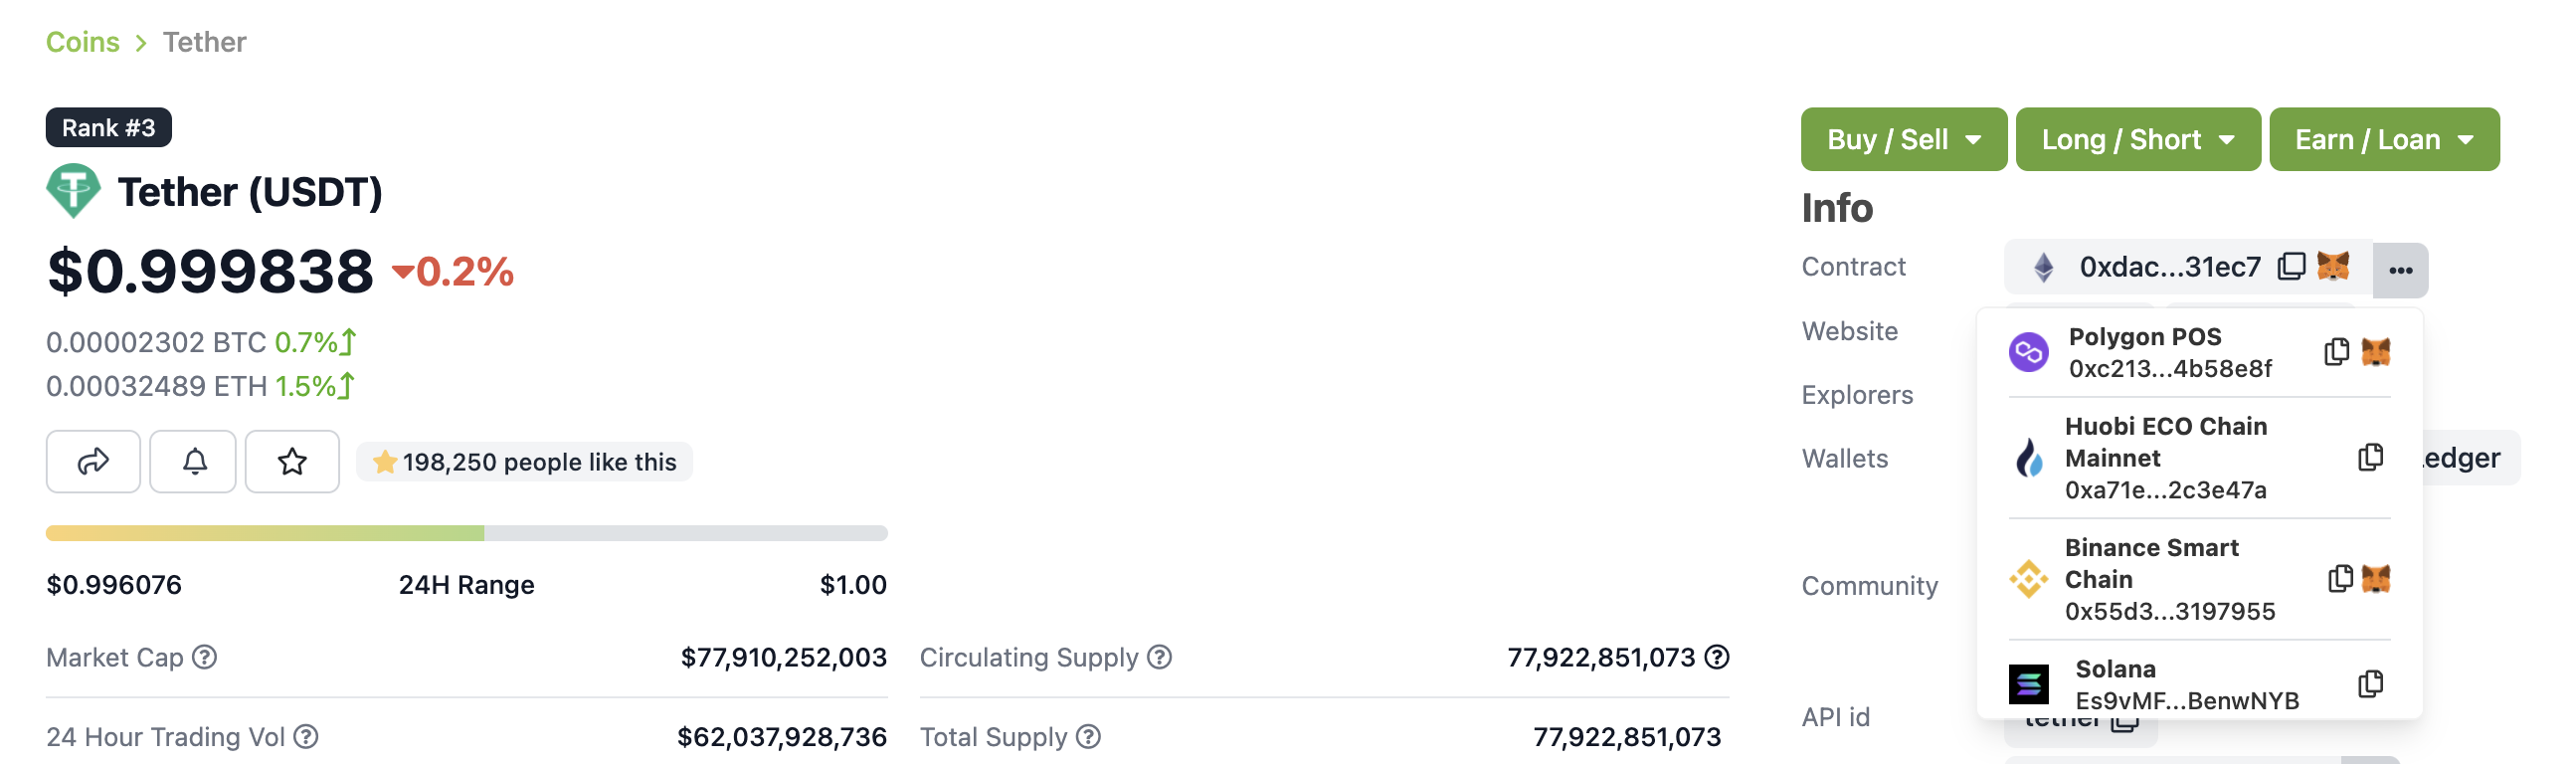 Coins > Tether
Rank #3
Tether (USDT)
$0.999838 0.2%
0.00002302 BTC 0.7%
0.00032489 ETH 1.5%
198,250 people like this
$0.996076 24H Range $1.00
Market Cap $77,910,252,003
24 Hour Trading Vol $62,037,928,736
Circulating Supply 77,922,851,073
Total Supply 77,922,851,073
Buy / Sell Long / Short Earn / Loan
Info
Contract 0xdac...31ec7
Website
Explorers
Wallets
Community
API id
Polygon POS
0xc213...4b58e8f
Huobi ECO Chain
Mainnet
0xa71e...2c3e47a
Binance Smart
Chain
0x55d3...3197955
Solana
Es9vMF...BenwNYB
edger
tether